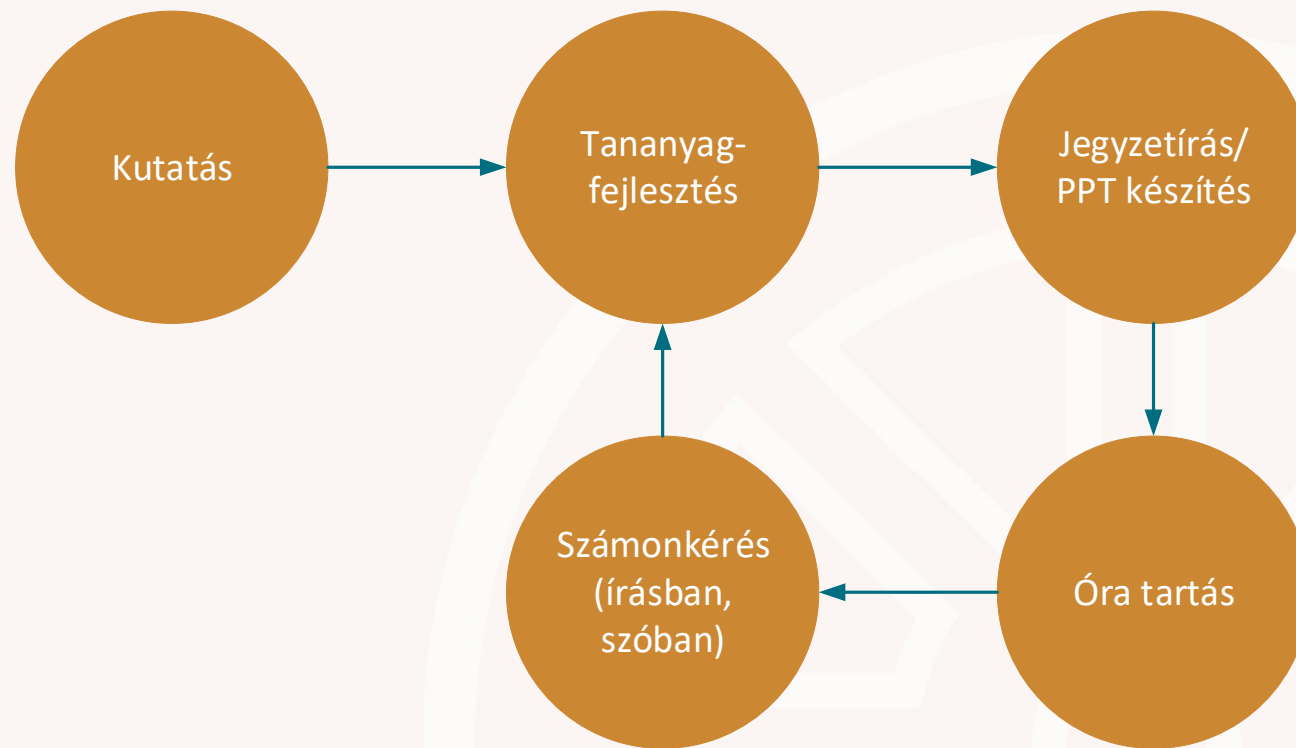 Kutatás
Tananyag-
fejlesztés
Jegyzetírás/
PPT készítés
Számonkérés
(írásban,
szóban)
Óra tartás